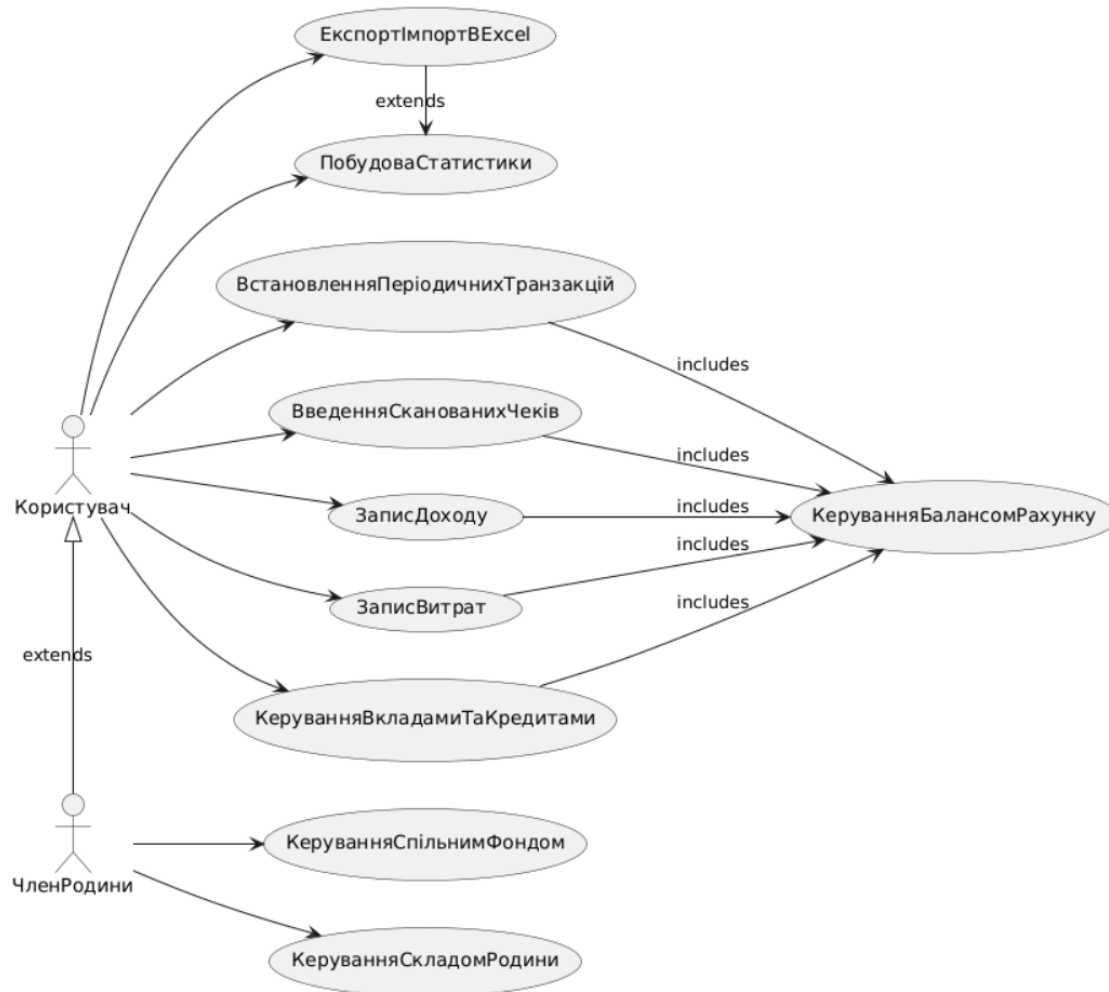 ЕкспортІмпортВExcel
extends
ПобудоваСтатистики
ВстановленняПеріодичнихТранзакцій
includes
ВведенняСканованихЧеків
includes
Користувач
ЗаписДоходу
includes
КеруванняБалансомРахунку
includes
ЗаписВитрат
includes
extends
КеруванняВкладамиТаКредитами
КеруванняСпільнимФондом
ЧленРодини
КеруванняСкладомРодини